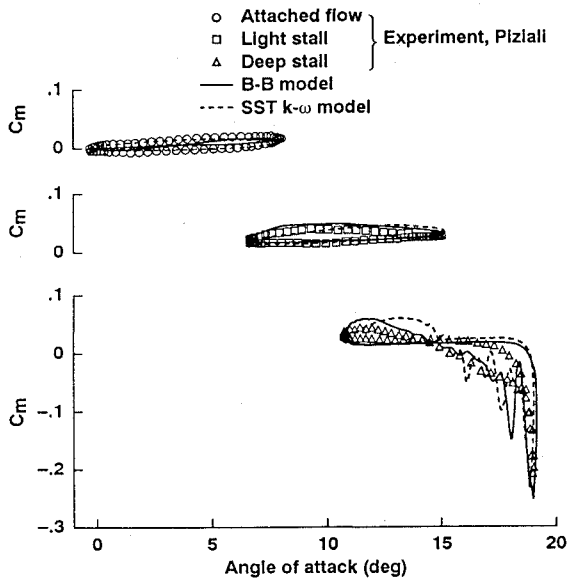 Attached flow
Light stall
Deep stall
Experiment, Piziali
B-B model
SST k-ω model
.1
Cm
0
.1
Cm
0
.1
0
Cm
-.1
-.2
-.3
0 5 10 15 20
Angle of attack (deg)